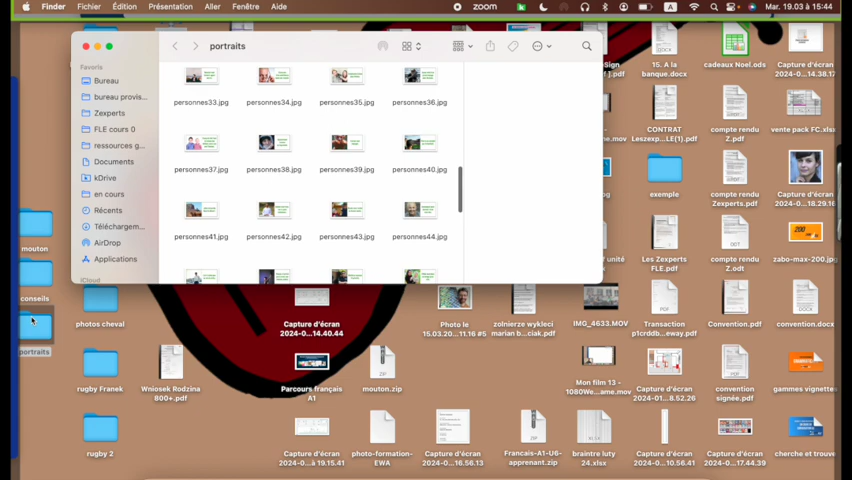 Finder Fichier Édition Présentation Aller Fenêtre Aide
zoom A Mar. 19.03 à 15:44
portraits
Favoris
Bureau
bureau provis...
Zexperts
FLE cours 0
ressources g...
Documents
kDrive
en cours
Récents
Téléchargem...
AirDrop
Applications
iCloud
personnes33.jpg personnes34.jpg personnes35.jpg personnes36.jpg
personnes37.jpg personnes38.jpg personnes39.jpg personnes40.jpg
personnes41.jpg personnes42.jpg personnes43.jpg personnes44.jpg
mouton
conseils
portraits
photos cheval
rugby Franek
rugby 2
Wniosek Rodzina
800+.pdf
Capture d'écran
2024-0....14.40.44
Parcours français
A1
Capture d'écran
2024-0...à 19.15.41
mouton.zip
photo-formation-
EWA
Photo le
15.03.20...11.16 #5
Capture d'écran
2024-0...16.56.13
zolnierze wykleci
marian b...ciak.pdf
Francais-A1-U6-
apprenant.zip
IMG_4633.MOV
Mon film 13 -
1080We...ame.mov
braintre luty
24.xlsx
15. A la
banque.docx
CONTRAT
Leszexp...LE{1}.pdf
exemple
Les Zexperts
FLE.pdf
Transaction
p1crddb...eway.pdf
Capture d'écran
2024-01...8.52.26
Capture d'écran
2024-0...10.56.41
cadeaux Noel.ods
compte rendu
Z.pdf
compte rendu
Zexperts.pdf
compte rendu
Z.odt
Convention.pdf
convention
signée.pdf
Capture d'écran
2024-0...17.44.39
Capture d'écran
2024-0...14.38.17
vente pack FC.xlsx
Capture d'écran
2024-0...18.29.16
ZOO
zabo-max-200.jpg
convention.docx
gammes vignettes
cherche et trouve